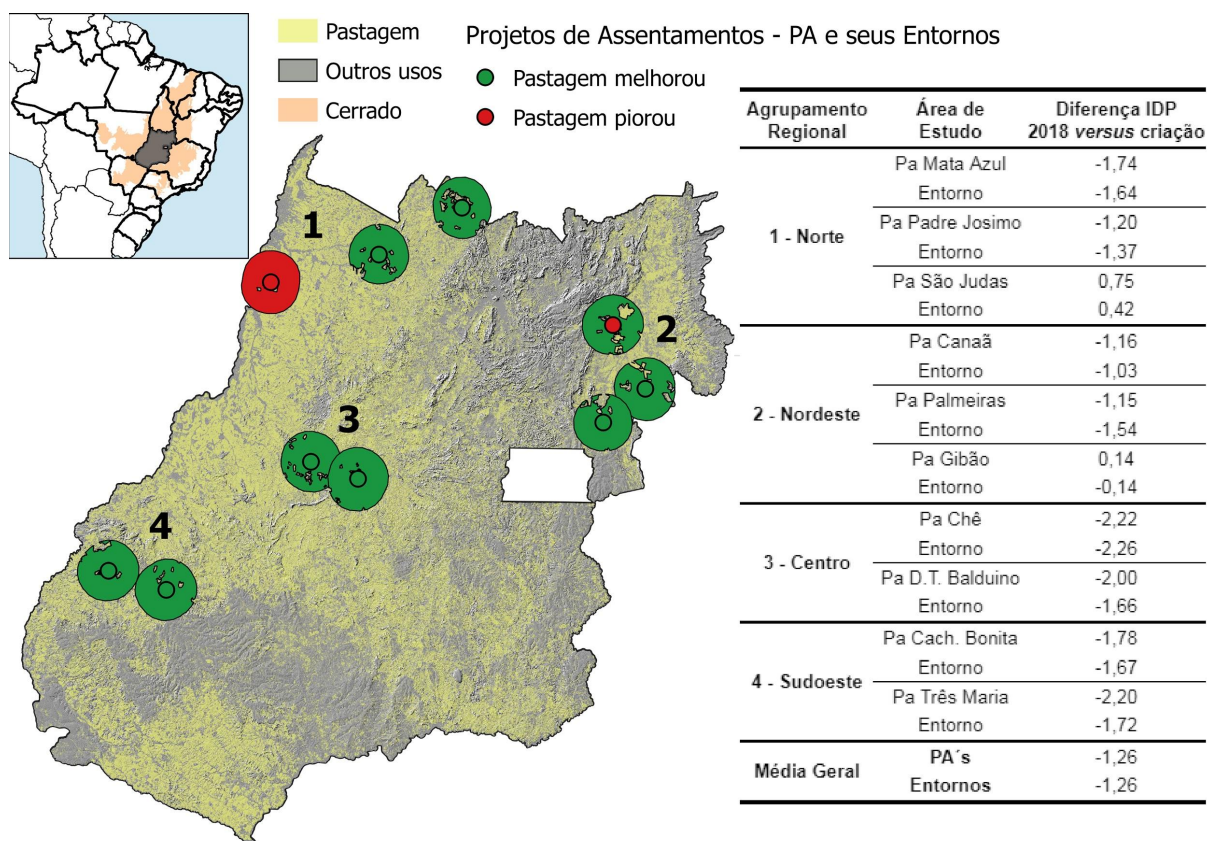 Pastagem
Outros usos
Cerrado
Projetos de Assentamentos - PA e seus Entornos
Pastagem melhorou
Pastagem piorou
1
2
3
4
Agrupamento Regional Área de Estudo Diferença IDP 2018 versus criação
1 - Norte
Pa Mata Azul -1,74
Entorno -1,64
Pa Padre Josimo -1,20
Entorno -1,37
Pa São Judas 0,75
Entorno 0,42
2 - Nordeste
Pa Canaã -1,16
Entorno -1,03
Pa Palmeiras -1,15
Entorno -1,54
Pa Gibão 0,14
Entorno -0,14
3 - Centro
Pa Chê -2,22
Entorno -2,26
Pa D.T. Balduino -2,00
Entorno -1,66
4 - Sudoeste
Pa Cach. Bonita -1,78
Entorno -1,67
Pa Três Maria -2,20
Entorno -1,72
Média Geral
PA´s -1,26
Entornos -1,26